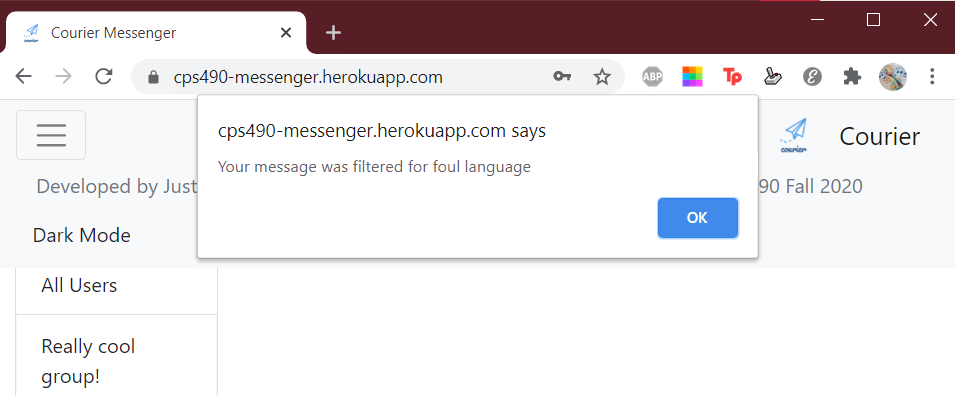 Courier Messenger
cps490-messenger.herokuapp.com
ABP
Tp
cps490-messenger.herokuapp.com says
Your message was filtered for foul language
OK
courier
Courier
Developed by Just
90 Fall 2020
Dark Mode
All Users
Really cool
group!